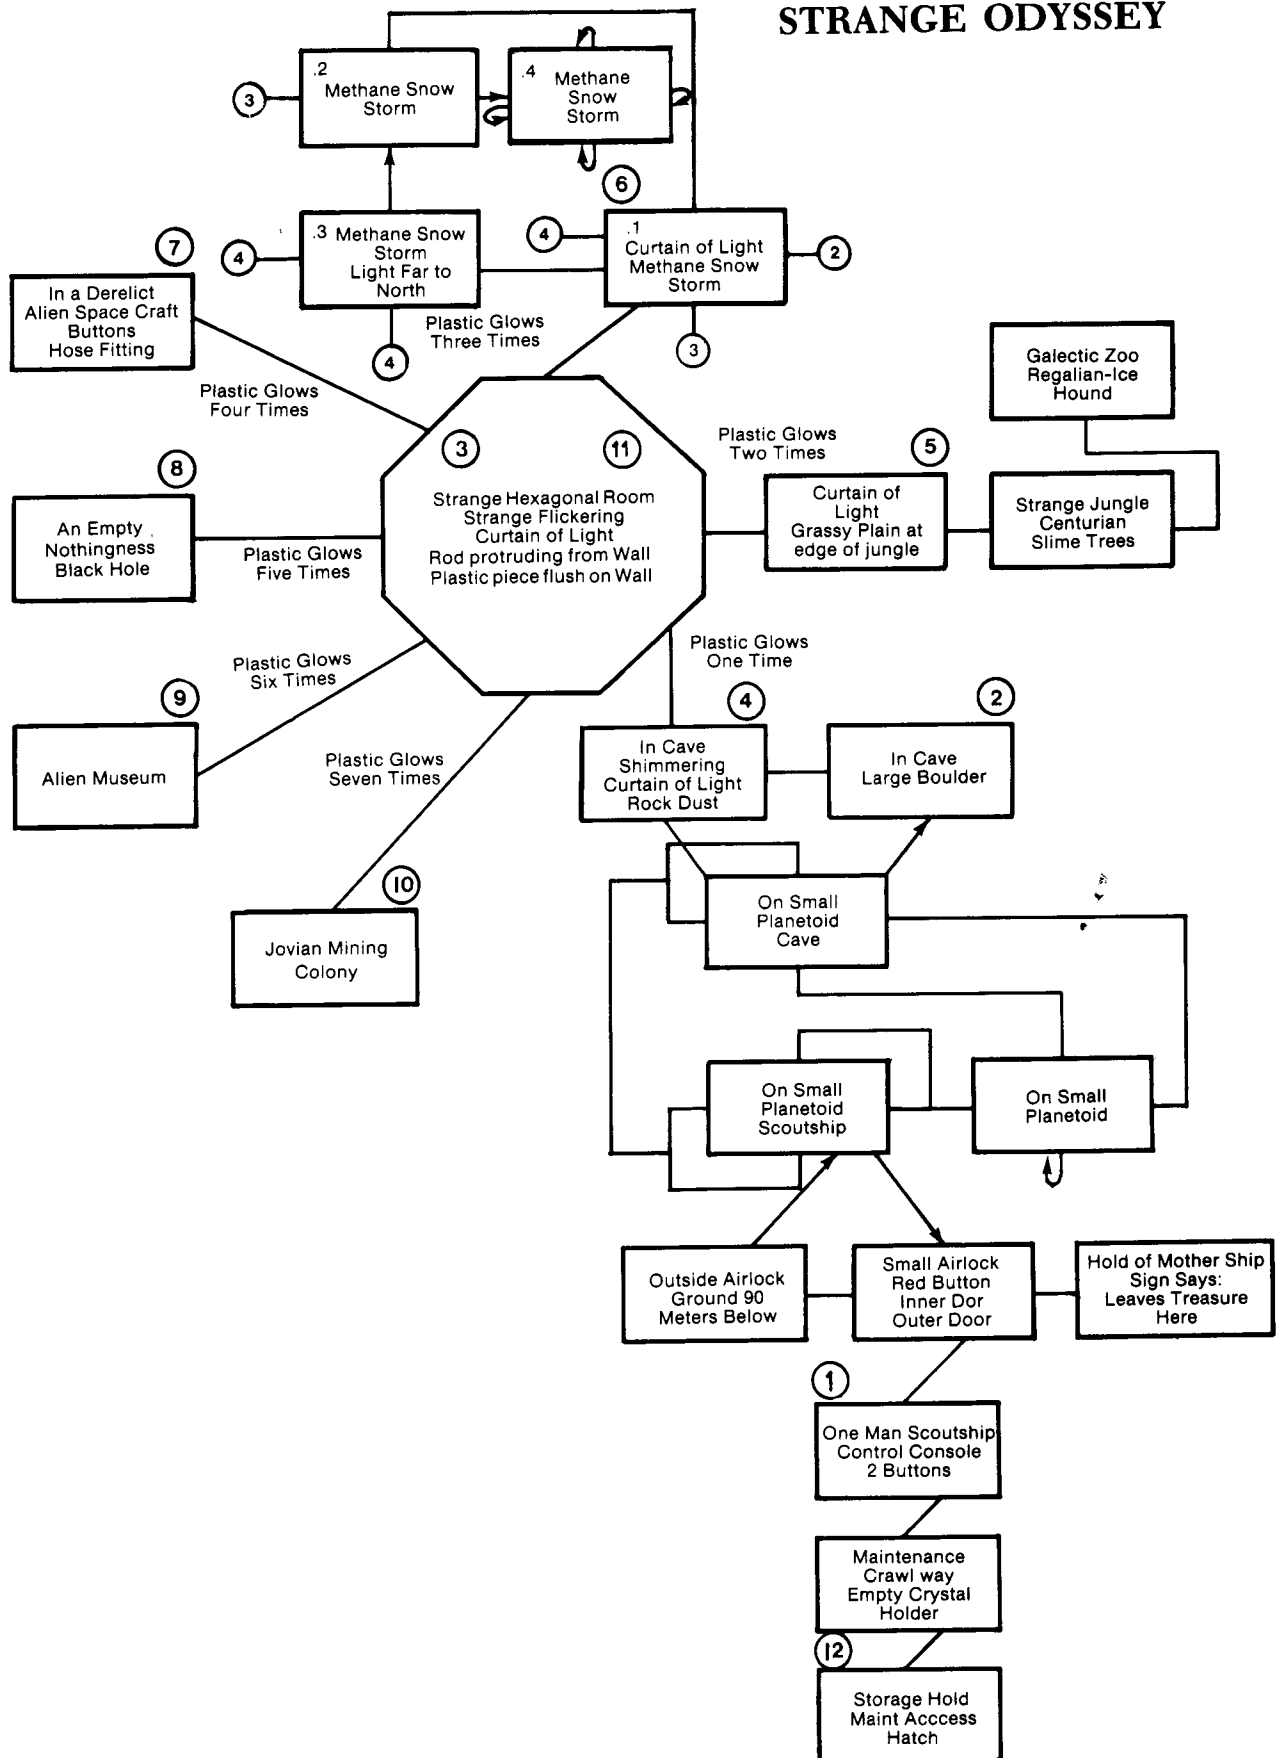 STRANGE ODYSSEY
.2
Methane Snow
Storm
3
.4
Methane
Snow
Storm
6
.3 Methane Snow
Storm
Light Far to
North
4
4
.1
Curtain of Light
Methane Snow
Storm
4
2
3
7
In a Derelict
Alien Space Craft
Buttons
Hose Fitting
Plastic Glows
Three Times
Plastic Glows
Four Times
Galectic Zoo
Regalian-Ice
Hound
Plastic Glows
Two Times
5
Curtain of
Light
Grassy Plain at
edge of jungle
Strange Jungle
Centurian
Slime Trees
3
11
Strange Hexagonal Room
Strange Flickering
Curtain of Light
Rod protruding from Wall
Plastic piece flush on Wall
8
An Empty
Nothingness
Black Hole
Plastic Glows
Five Times
Plastic Glows
Six Times
9
Alien Museum
Plastic Glows
Seven Times
10
Jovian Mining
Colony
Plastic Glows
One Time
4
In Cave
Shimmering
Curtain of Light
Rock Dust
2
In Cave
Large Boulder
On Small
Planetoid
Cave
On Small
Planetoid
Scoutship
On Small
Planetoid
Outside Airlock
Ground 90
Meters Below
Small Airlock
Red Button
Inner Dor
Outer Door
Hold of Mother Ship
Sign Says:
Leaves Treasure
Here
1
One Man Scoutship
Control Console
2 Buttons
Maintenance
Crawl way
Empty Crystal
Holder
12
Storage Hold
Maint Acccess
Hatch